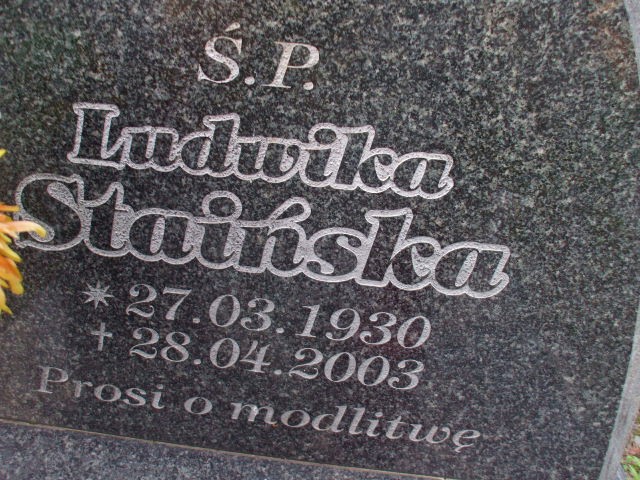 Ś.P.
Ludwika
Staińska
* 27.03.1930
+ 28.04.2003
Prosi o modlitwę